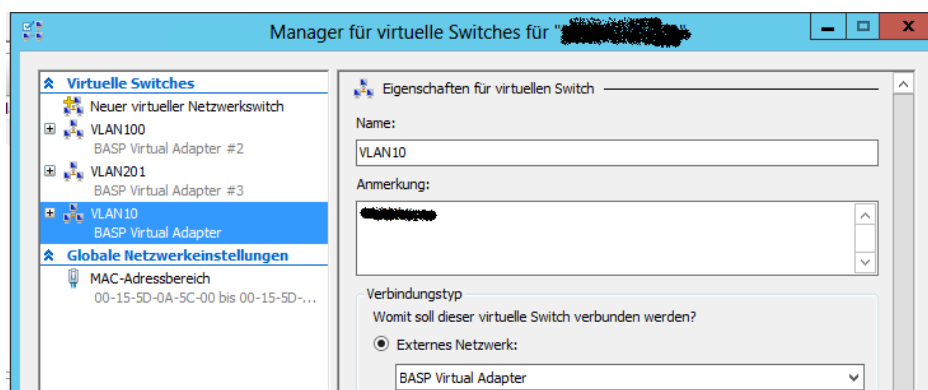 Manager für virtuelle Switches für "
Virtuelle Switches
Neuer virtueller Netzwerkswitch
VLAN100
BASP Virtual Adapter #2
VLAN201
BASP Virtual Adapter #3
VLAN10
BASP Virtual Adapter
Globale Netzwerkeinstellungen
MAC-Adressbereich
00-15-5D-0A-5C-00 bis 00-15-5D-...
Eigenschaften für virtuellen Switch
Name:
VLAN10
Anmerkung:
Verbindungstyp
Womit soll dieser virtuelle Switch verbunden werden?
Externes Netzwerk:
BASP Virtual Adapter